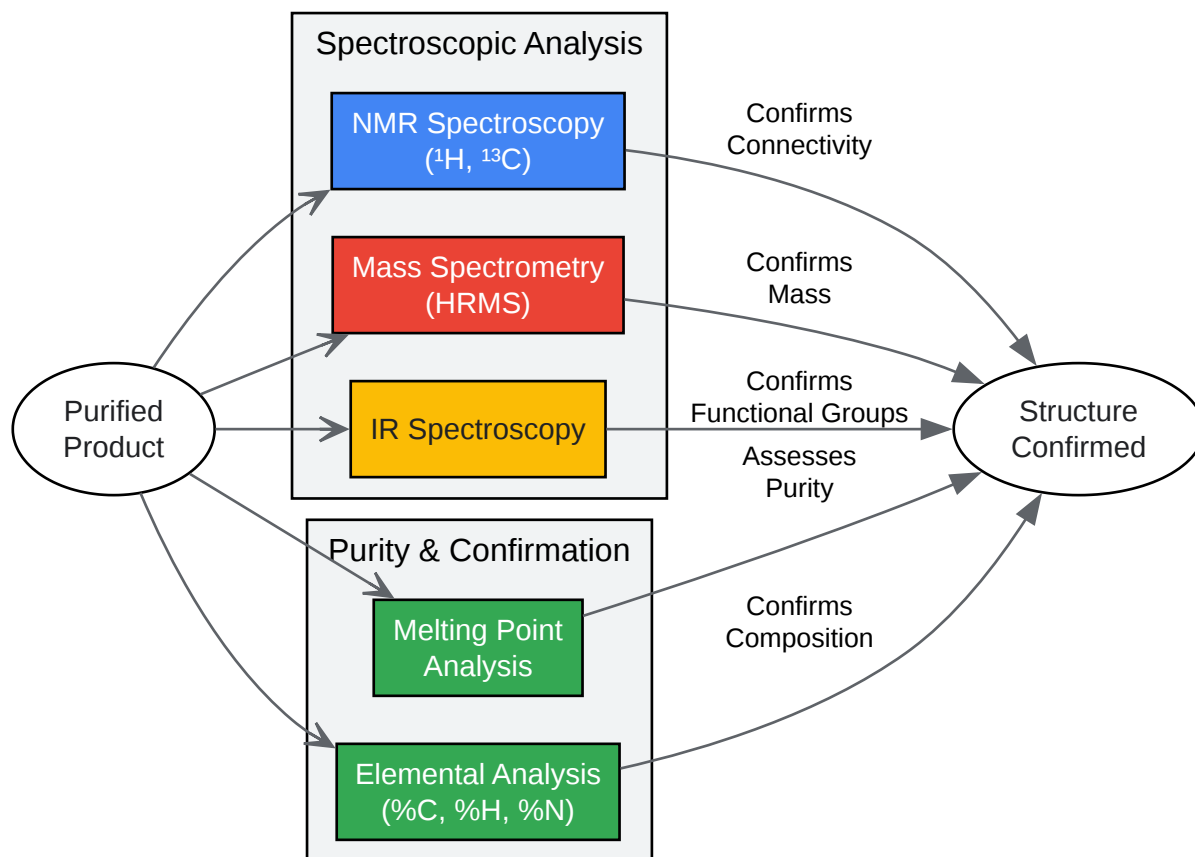 Spectroscopic Analysis
NMR Spectroscopy
(¹H, ¹³C)
Confirms
Connectivity
Mass Spectrometry
(HRMS)
Confirms
Mass
Purified
Product
IR Spectroscopy
Confirms
Functional Groups
Structure
Confirmed
Assesses
Purity
Purity & Confirmation
Melting Point
Analysis
Confirms
Composition
Elemental Analysis
(%C, %H, %N)